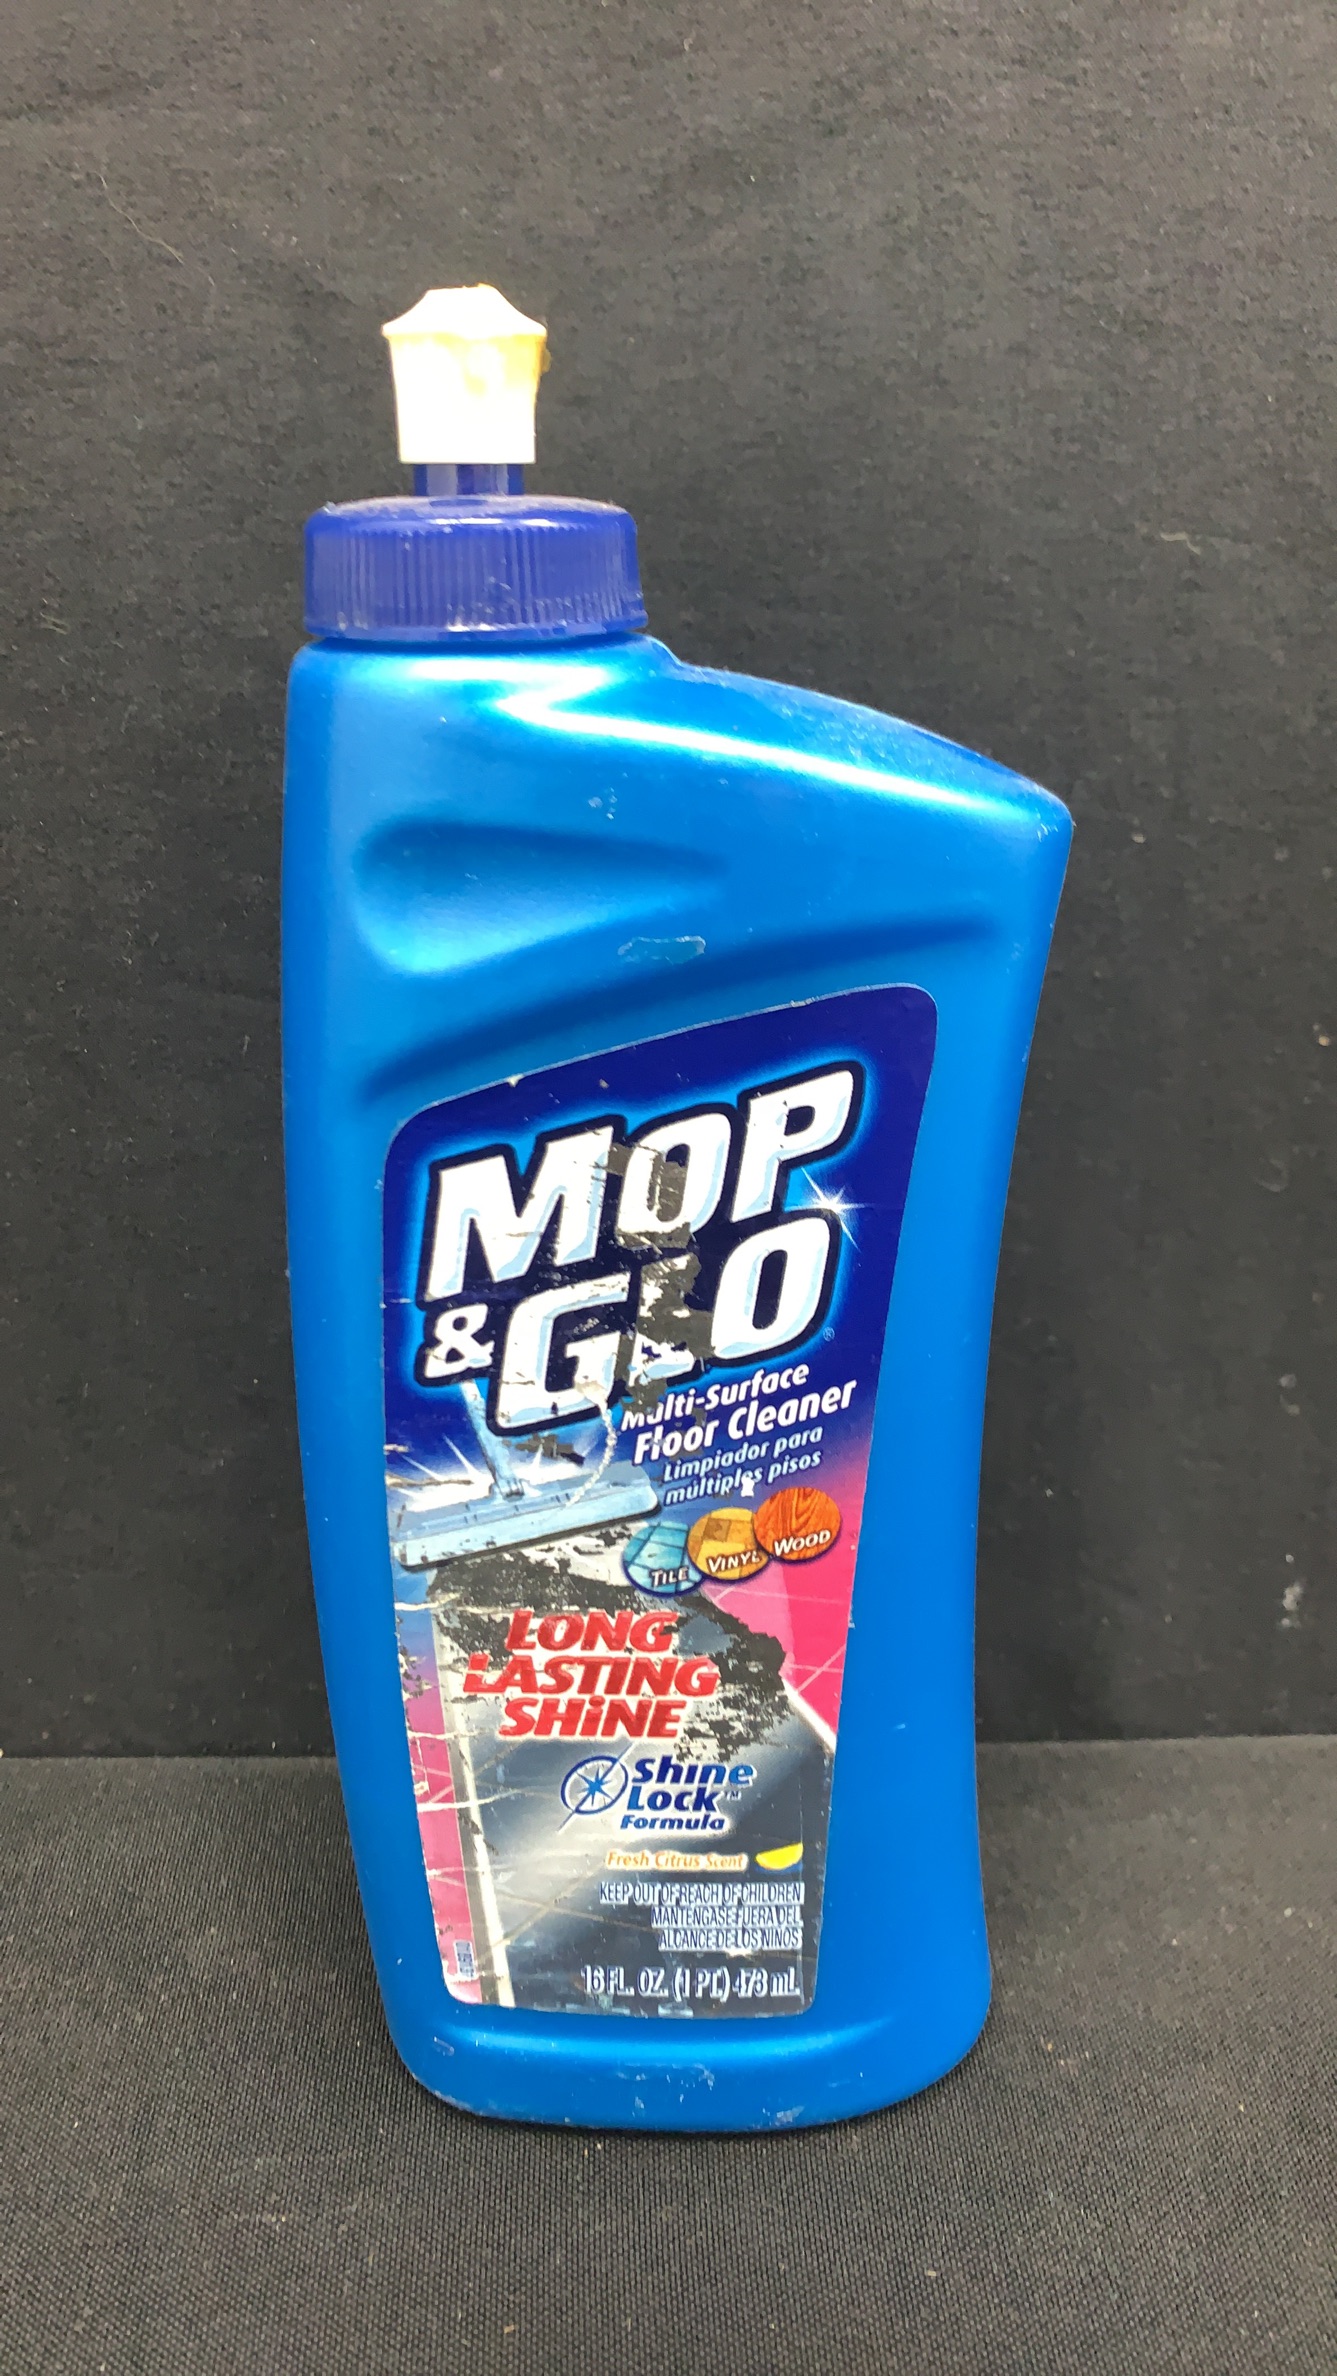 MOP
& GLO®
Multi-Surface
Floor Cleaner
Limpiador para
múltiples pisos
TILE VINYL WOOD
LONG
LASTING
SHiNE
Shine
Lock™
Formula
Fresh Citrus Scent
KEEP OUT OF REACH OF CHILDREN
MANTENGASE FUERA DEL
ALCANCE DE LOS NIÑOS
16 FL. OZ. (1 PT.) 473 mL